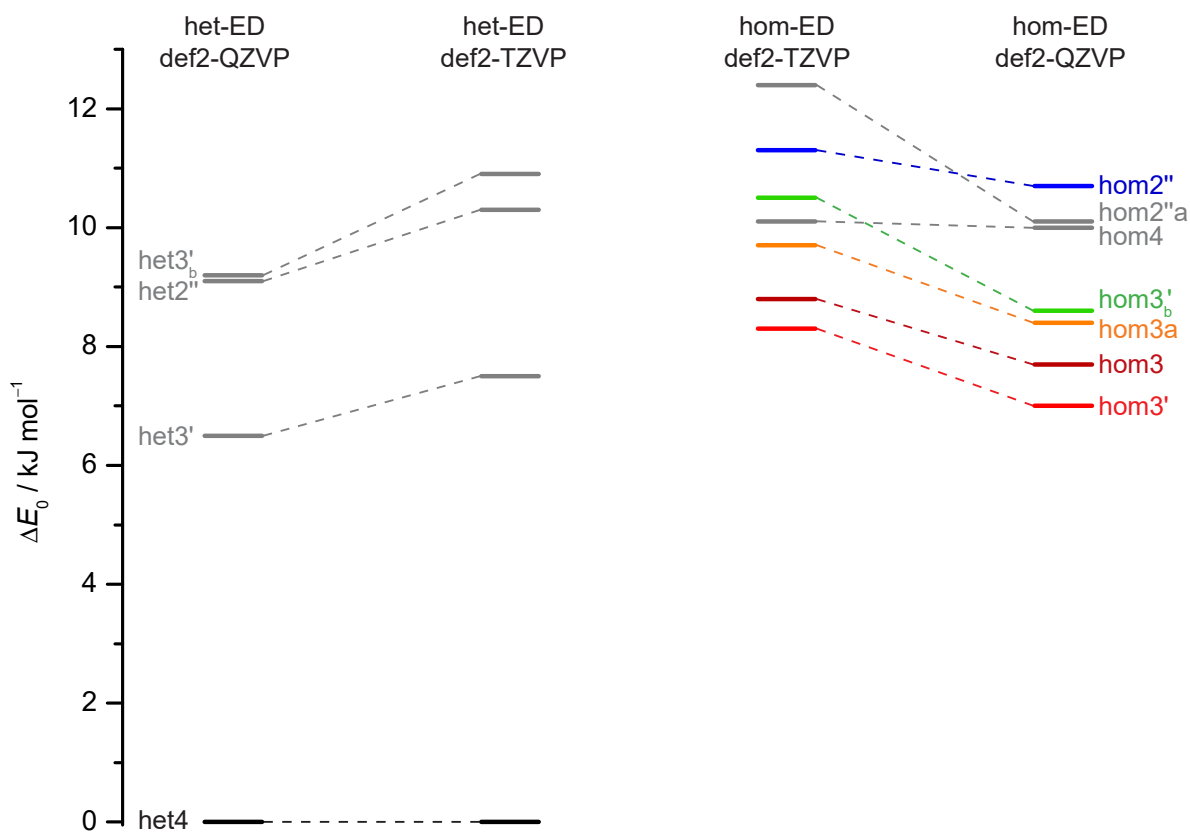 het-ED
def2-QZVP
het-ED
def2-TZVP
hom-ED
def2-TZVP
hom-ED
def2-QZVP
12
10
8
6
4
2
0
ΔE₀ / kJ mol⁻¹
het3'b
het2''
het3'
het4
hom2''
hom2''a
hom4
hom3'b
hom3a
hom3
hom3'